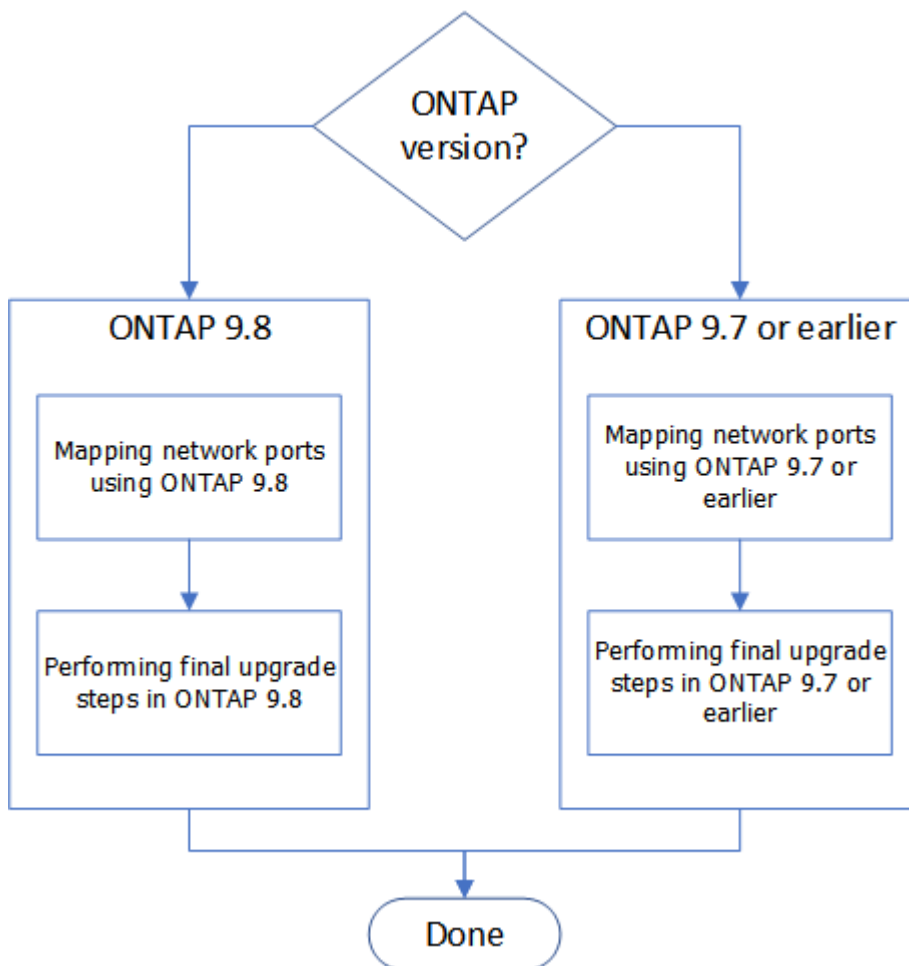 ONTAP
version?
ONTAP 9.8
Mapping network ports
using ONTAP 9.8
Performing final upgrade
steps in ONTAP 9.8
ONTAP 9.7 or earlier
Mapping network ports
using ONTAP 9.7 or
earlier
Performing final upgrade
steps in ONTAP 9.7 or
earlier
Done